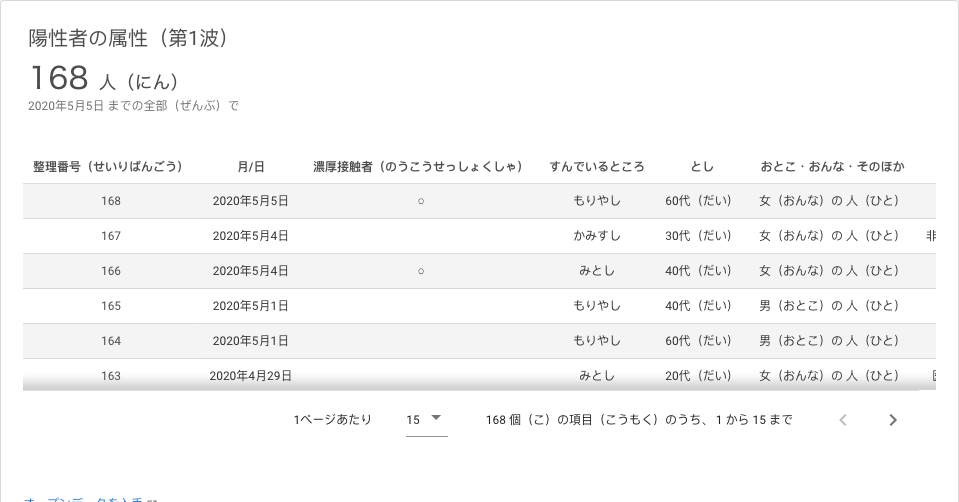 陽性者の属性（第1波）
168 人（にん）
2020年5月5日 までの全部（ぜんぶ）で
整理番号（せいりばんごう） 月/日 濃厚接触者（のうこうせっしょくしゃ） すんでいるところ とし おとこ・おんな・そのほか
168 2020年5月5日 ○ もりやし 60代（だい） 女（おんな）の 人（ひと）
167 2020年5月4日 かみすし 30代（だい） 女（おんな）の 人（ひと） 非
166 2020年5月4日 ○ みとし 40代（だい） 女（おんな）の 人（ひと）
165 2020年5月1日 もりやし 40代（だい） 男（おとこ）の 人（ひと）
164 2020年5月1日 もりやし 60代（だい） 男（おとこ）の 人（ひと）
163 2020年4月29日 みとし 20代（だい） 女（おんな）の 人（ひと）
1ページあたり 15 168 個（こ）の項目（こうもく）のうち、1 から 15 まで
オープンデータを入手